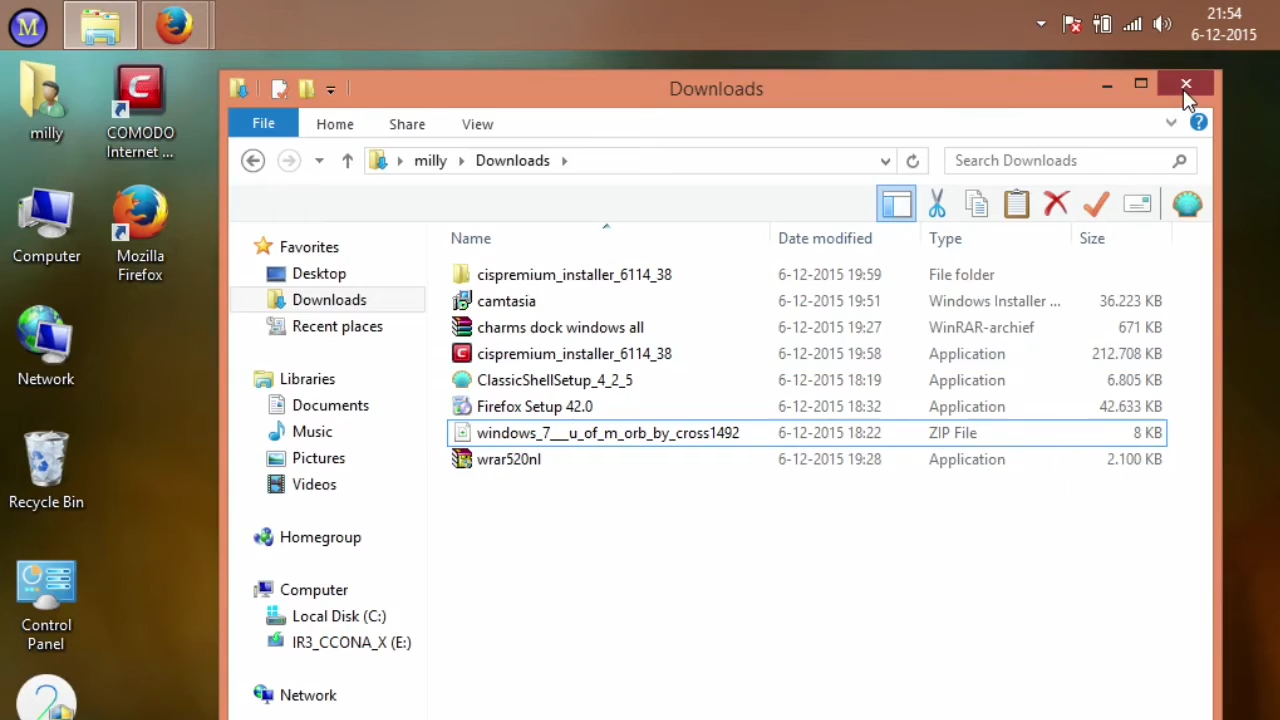 M
21:54
6-12-2015
milly
COMODO
Internet ...
Computer
Mozilla
Firefox
Network
Recycle Bin
Control
Panel
Downloads
File
Home
Share
View
milly
Downloads
Search Downloads
Name
Date modified
Type
Size
Favorites
Desktop
Downloads
Recent places
Libraries
Documents
Music
Pictures
Videos
Homegroup
Computer
Local Disk (C:)
IR3_CCONA_X (E:)
Network
cispremium_installer_6114_38 6-12-2015 19:59 File folder
camtasia 6-12-2015 19:51 Windows Installer ... 36.223 KB
charms dock windows all 6-12-2015 19:27 WinRAR-archief 671 KB
cispremium_installer_6114_38 6-12-2015 19:58 Application 212.708 KB
ClassicShellSetup_4_2_5 6-12-2015 18:19 Application 6.805 KB
Firefox Setup 42.0 6-12-2015 18:32 Application 42.633 KB
windows_7___u_of_m_orb_by_cross1492 6-12-2015 18:22 ZIP File 8 KB
wrar520nl 6-12-2015 19:28 Application 2.100 KB